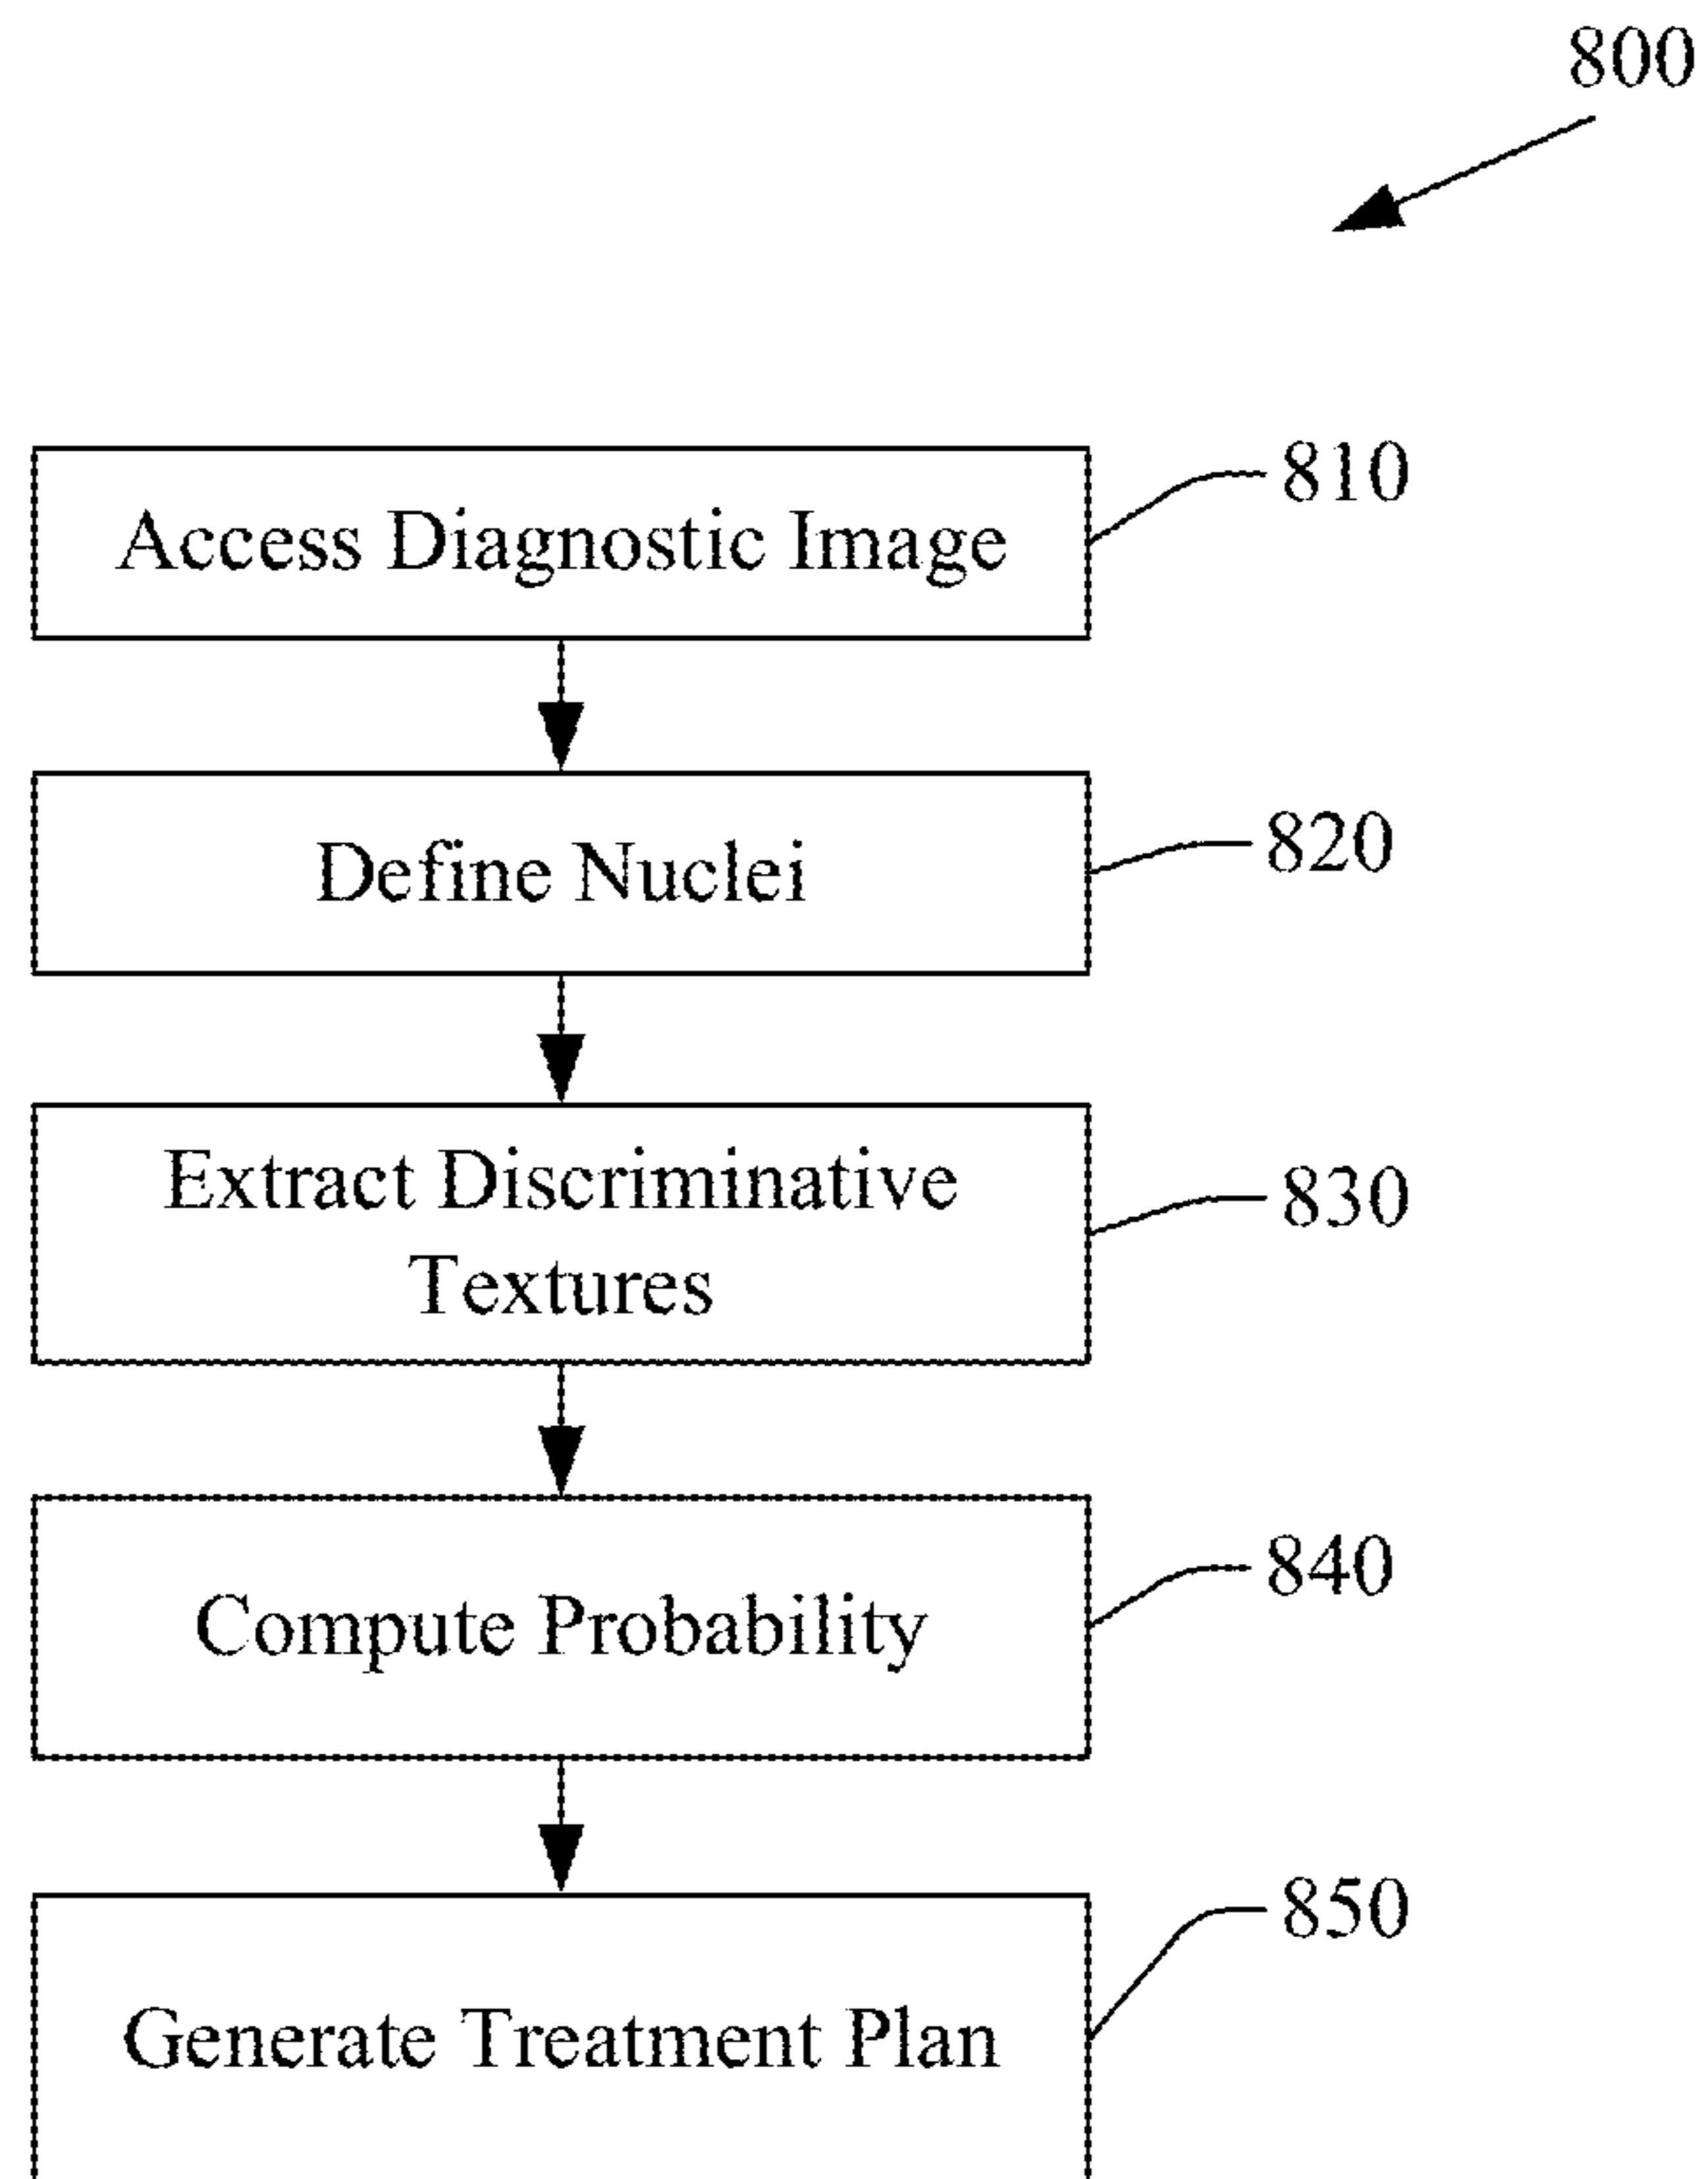 800
Access Diagnostic Image
810
Define Nuclei
820
Extract Discriminative
Textures
830
Compute Probability
840
Generate Treatment Plan
850